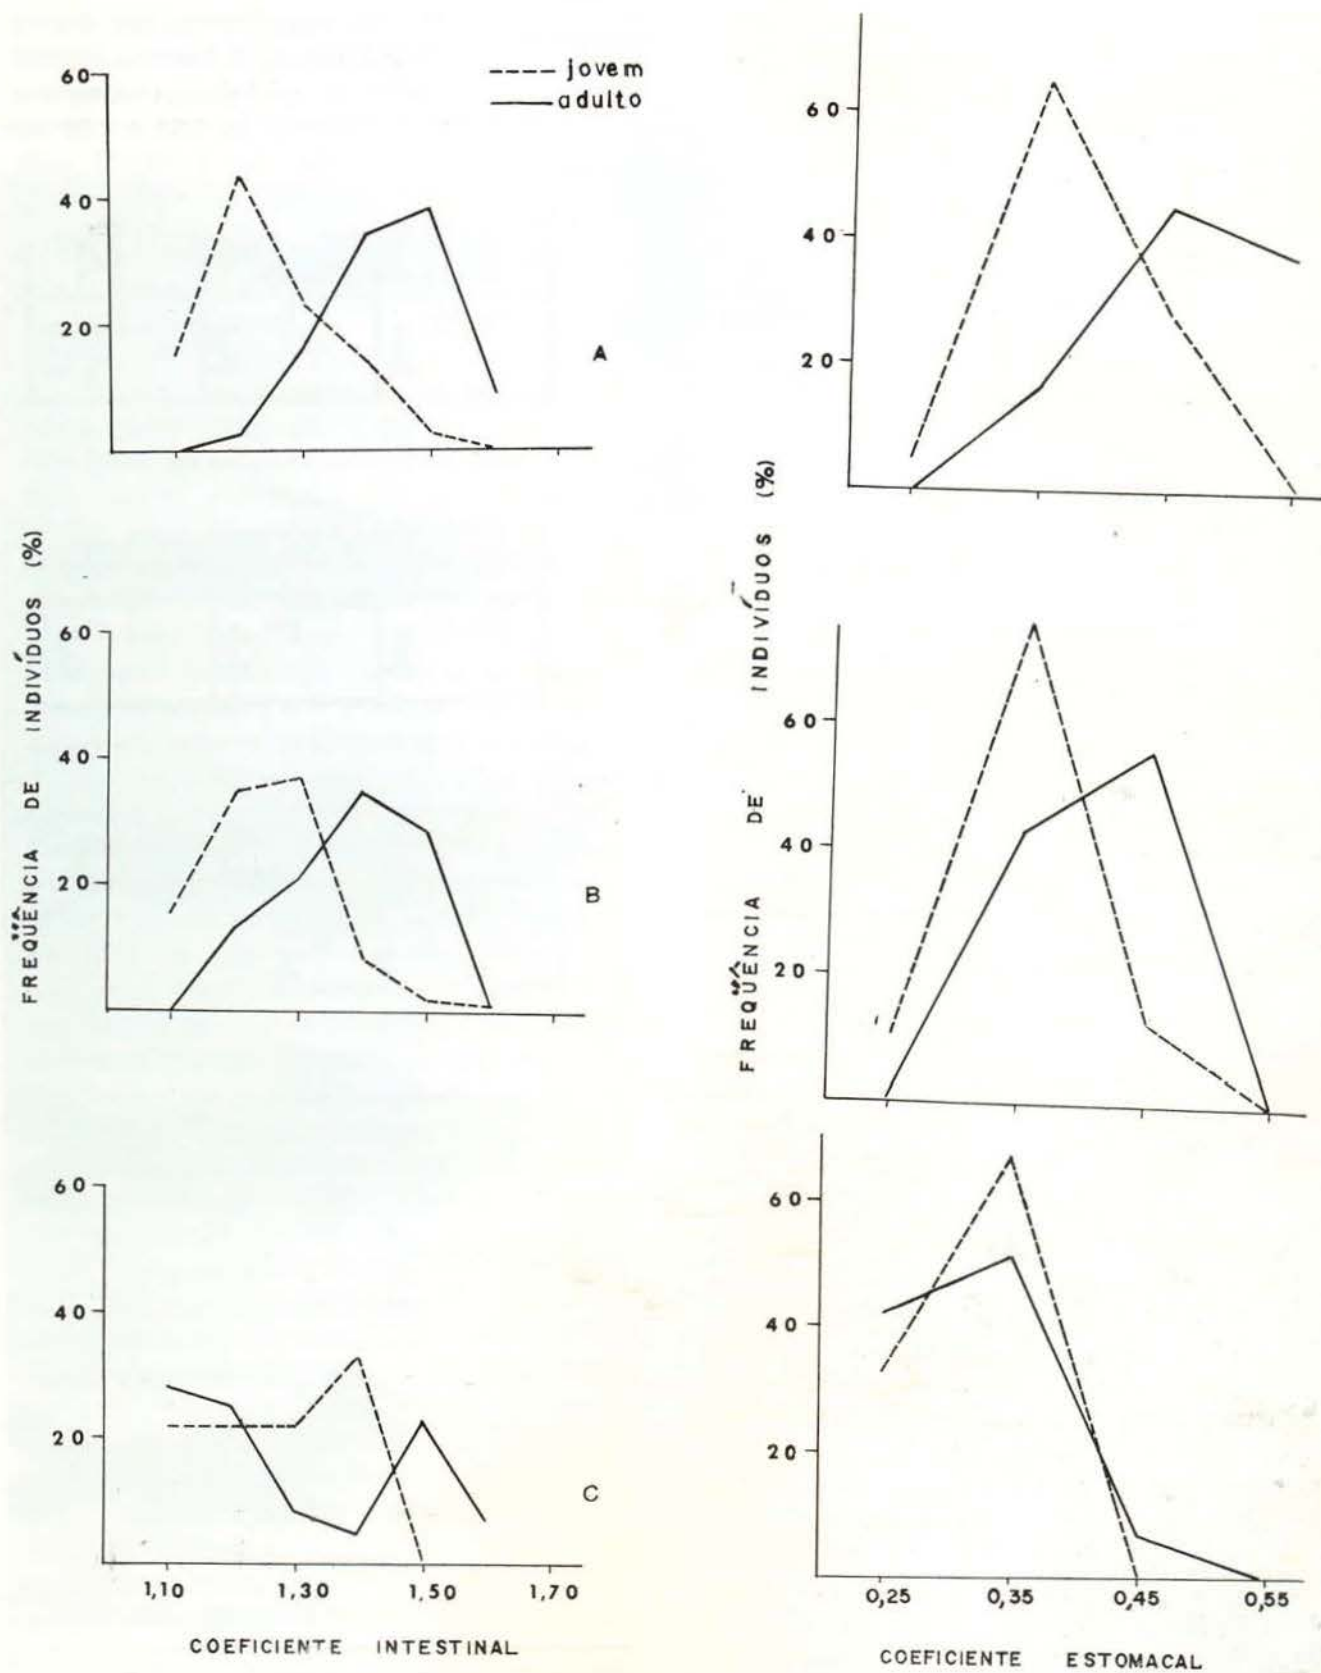 jovem
adulto
60
40
20
A
60
40
20
FREQÜÊNCIA DE INDIVÍDUOS (%)
60
40
20
B
FREQÜÊNCIA DE INDIVÍDUOS (%)
60
40
20
60
40
20
C
1,10 1,30 1,50 1,70
COEFICIENTE INTESTINAL
60
40
20
0,25 0,35 0,45 0,55
COEFICIENTE ESTOMACAL